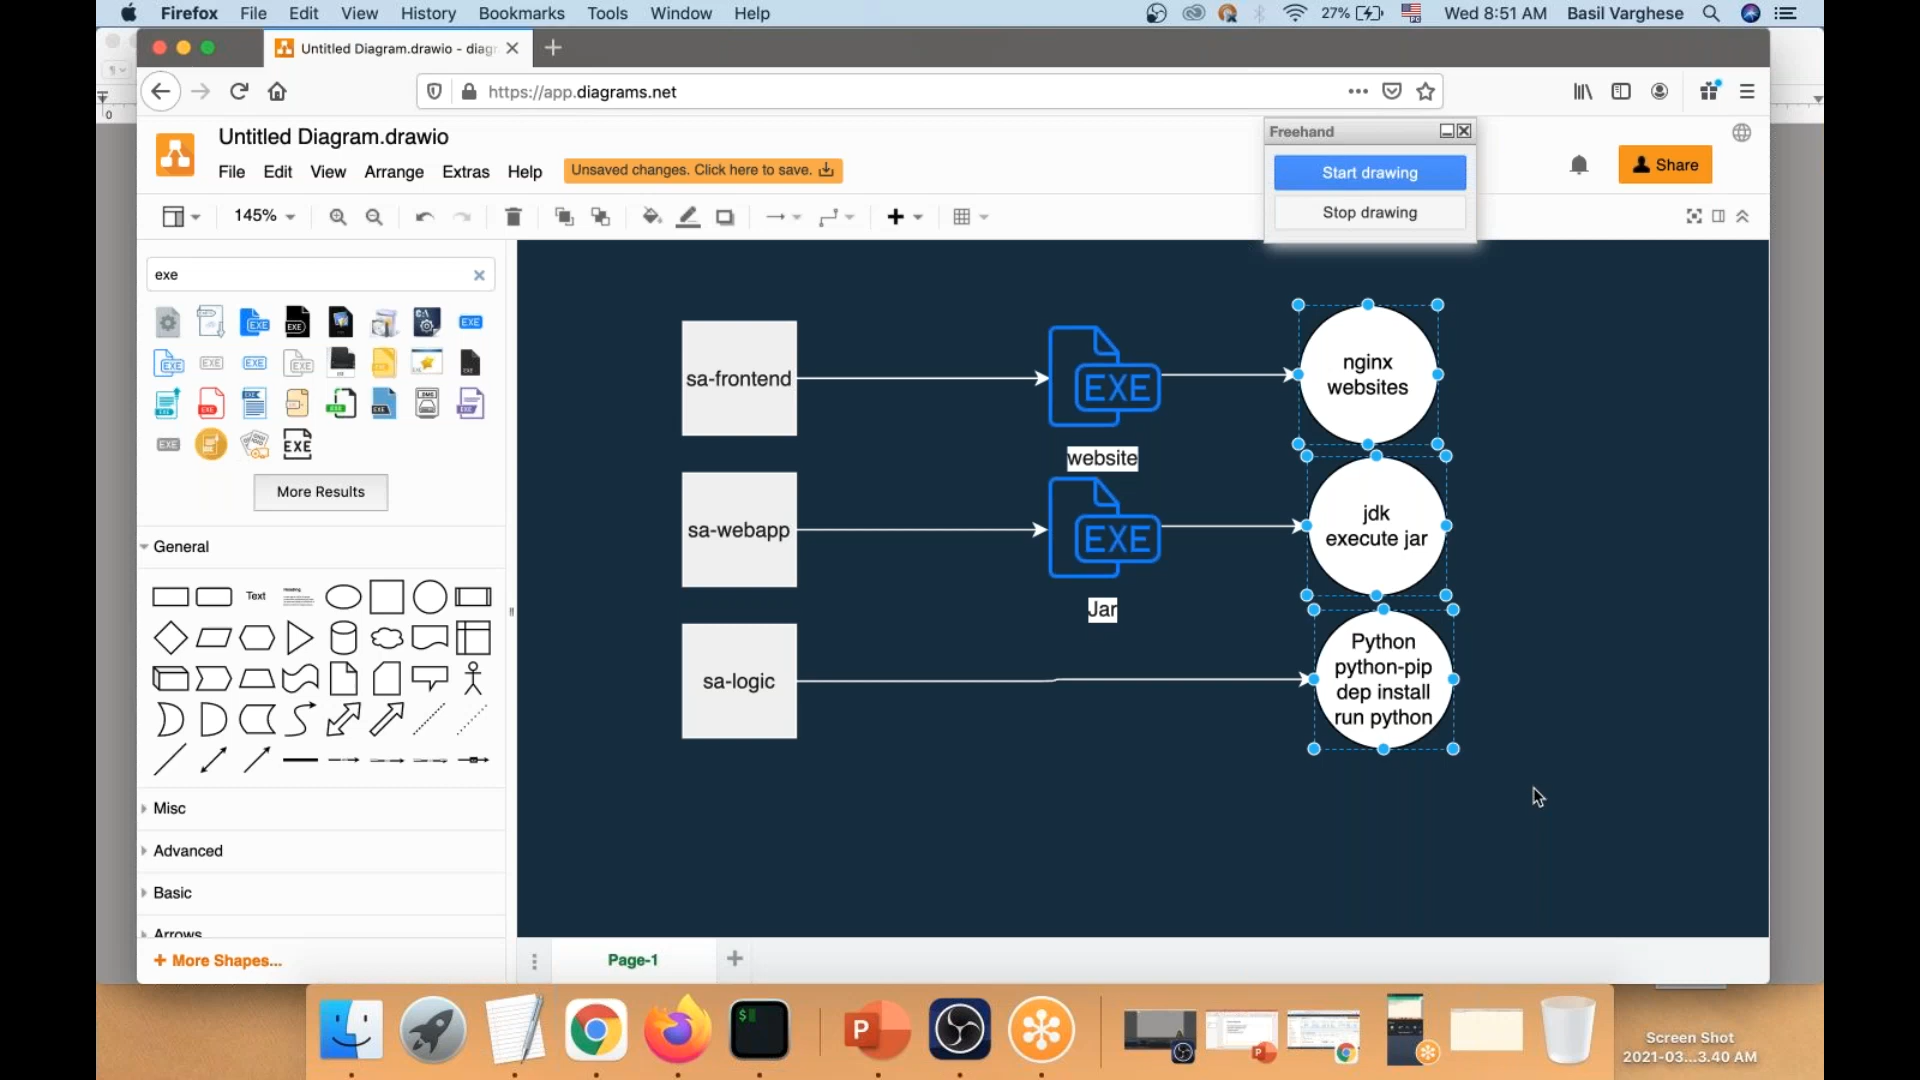 Firefox File Edit View History Bookmarks Tools Window Help
27% Wed 8:51 AM Basil Varghese
Untitled Diagram.drawio - diag
https://app.diagrams.net
Untitled Diagram.drawio
File Edit View Arrange Extras Help
Unsaved changes. Click here to save.
Freehand
Start drawing
Stop drawing
Share
145%
exe
More Results
General
Text
Misc
Advanced
Basic
Arrows
+ More Shapes...
sa-frontend
EXE
website
nginx
websites
sa-webapp
EXE
Jar
jdk
execute jar
sa-logic
Python
python-pip
dep install
run python
Page-1
Screen Shot
2021-03...3.40 AM